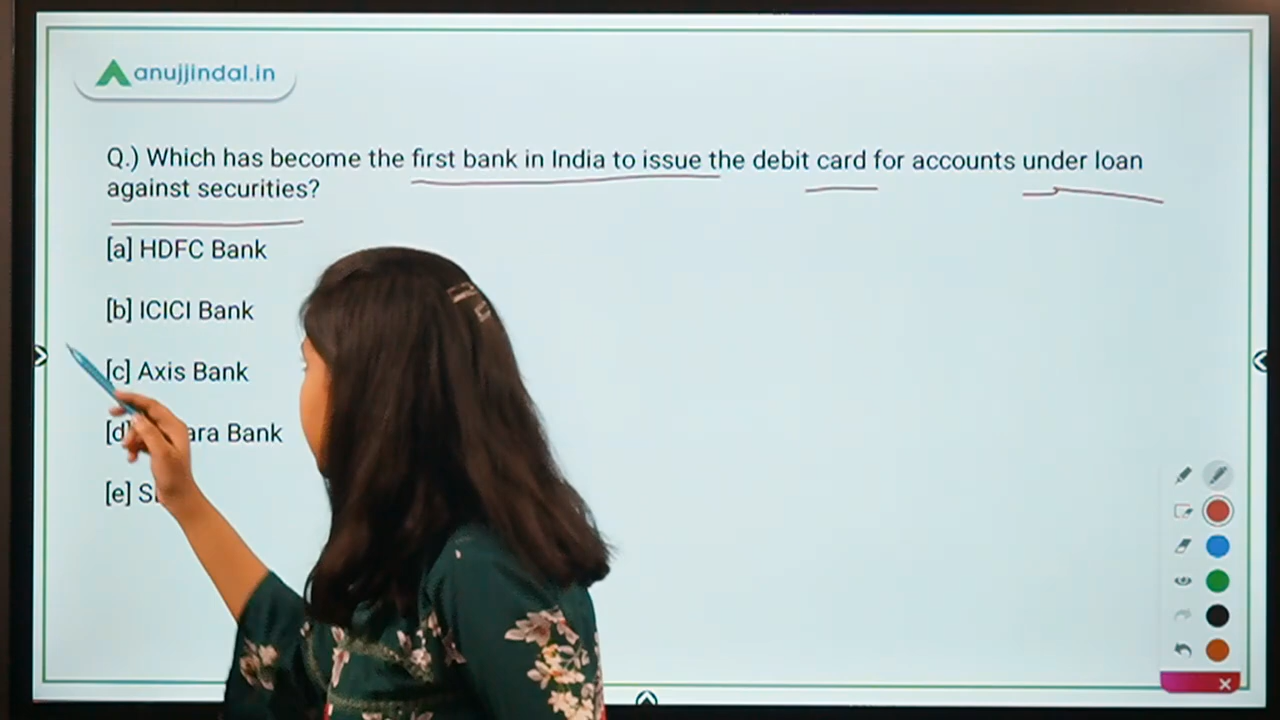 anujjindal.in
Q.) Which has become the first bank in India to issue the debit card for accounts under loan
against securities?
[a] HDFC Bank
[b] ICICI Bank
[c] Axis Bank
[d] Bank
[e]